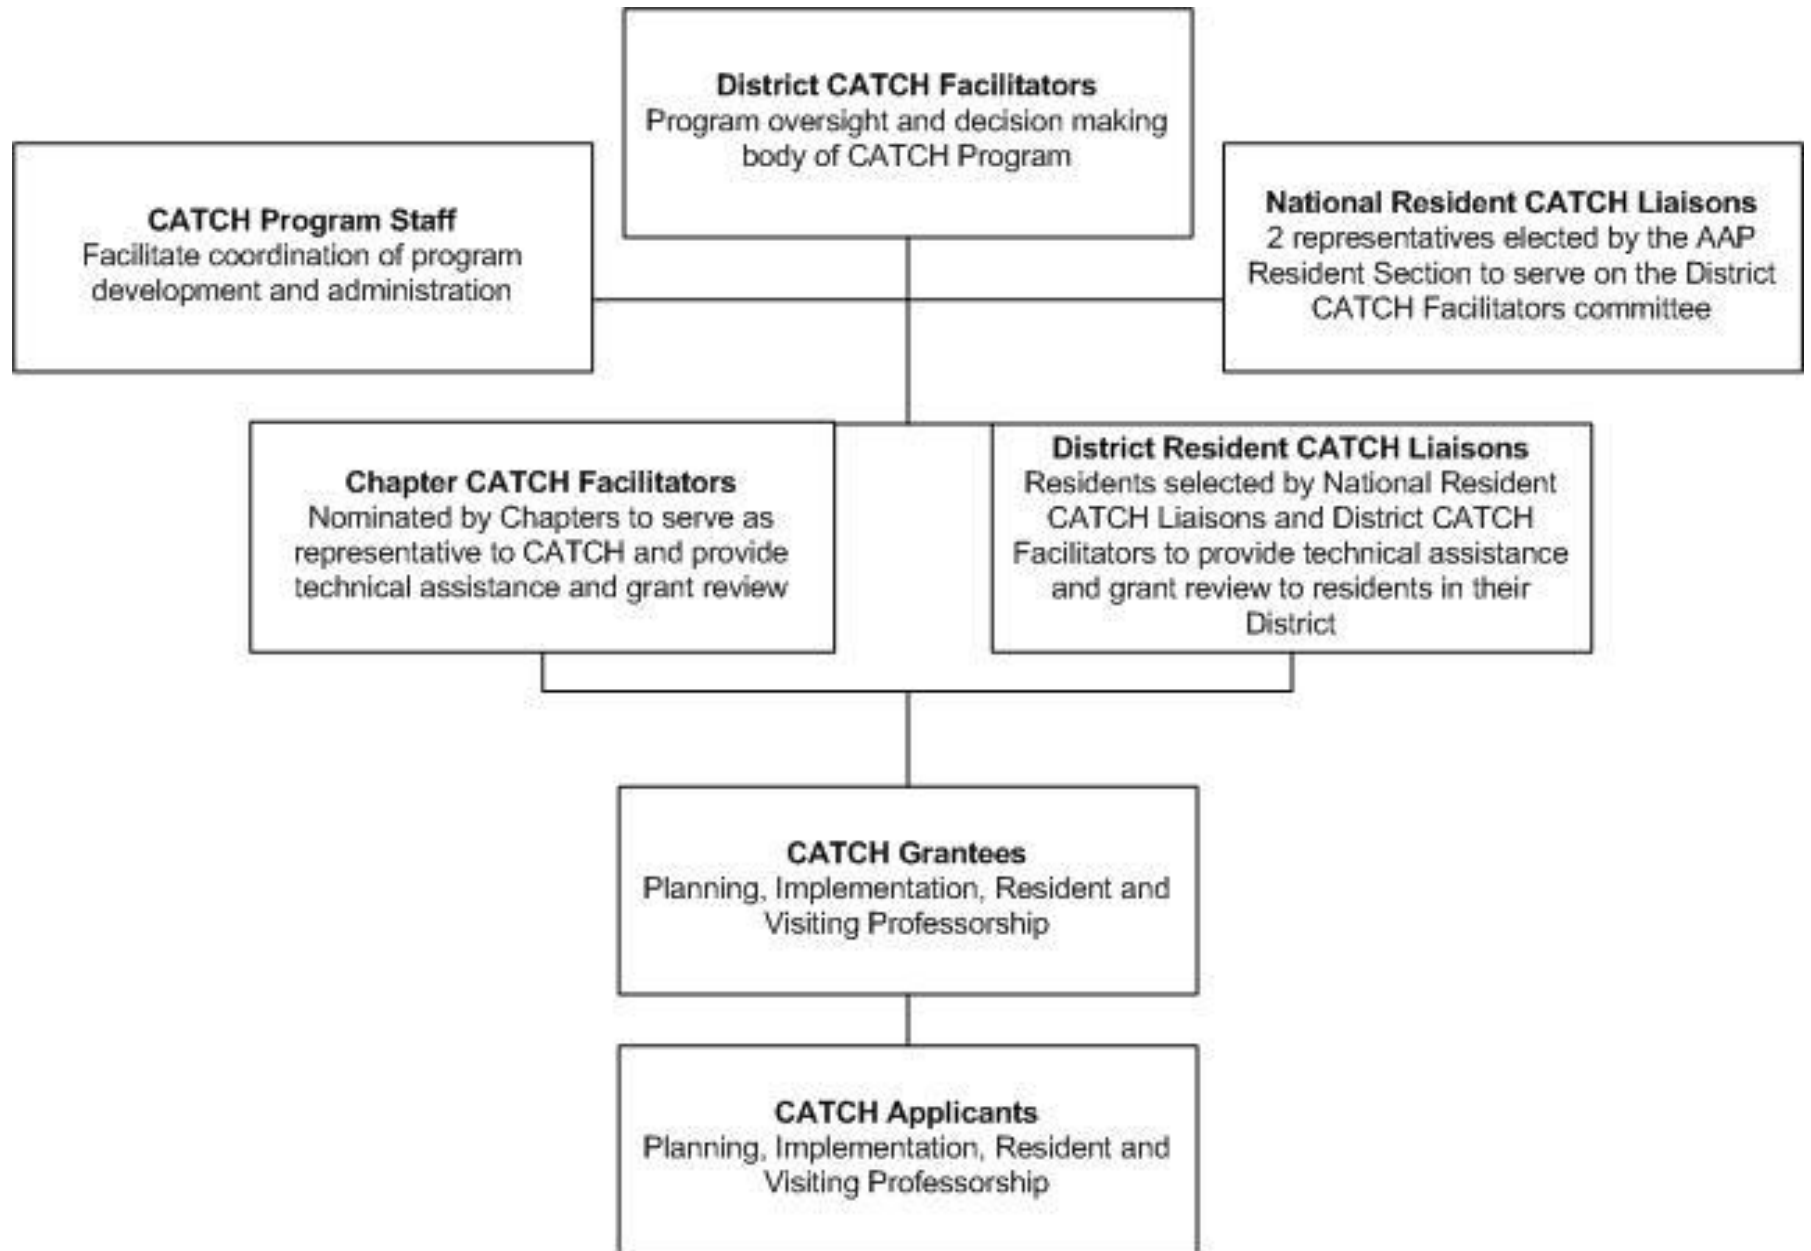 District CATCH Facilitators
Program oversight and decision making
body of CATCH Program
CATCH Program Staff
Facilitate coordination of program
development and administration
National Resident CATCH Liaisons
2 representatives elected by the AAP
Resident Section to serve on the District
CATCH Facilitators committee
Chapter CATCH Facilitators
Nominated by Chapters to serve as
representative to CATCH and provide
technical assistance and grant review
District Resident CATCH Liaisons
Residents selected by National Resident
CATCH Liaisons and District CATCH
Facilitators to provide technical assistance
and grant review to residents in their
District
CATCH Grantees
Planning, Implementation, Resident and
Visiting Professorship
CATCH Applicants
Planning, Implementation, Resident and
Visiting Professorship